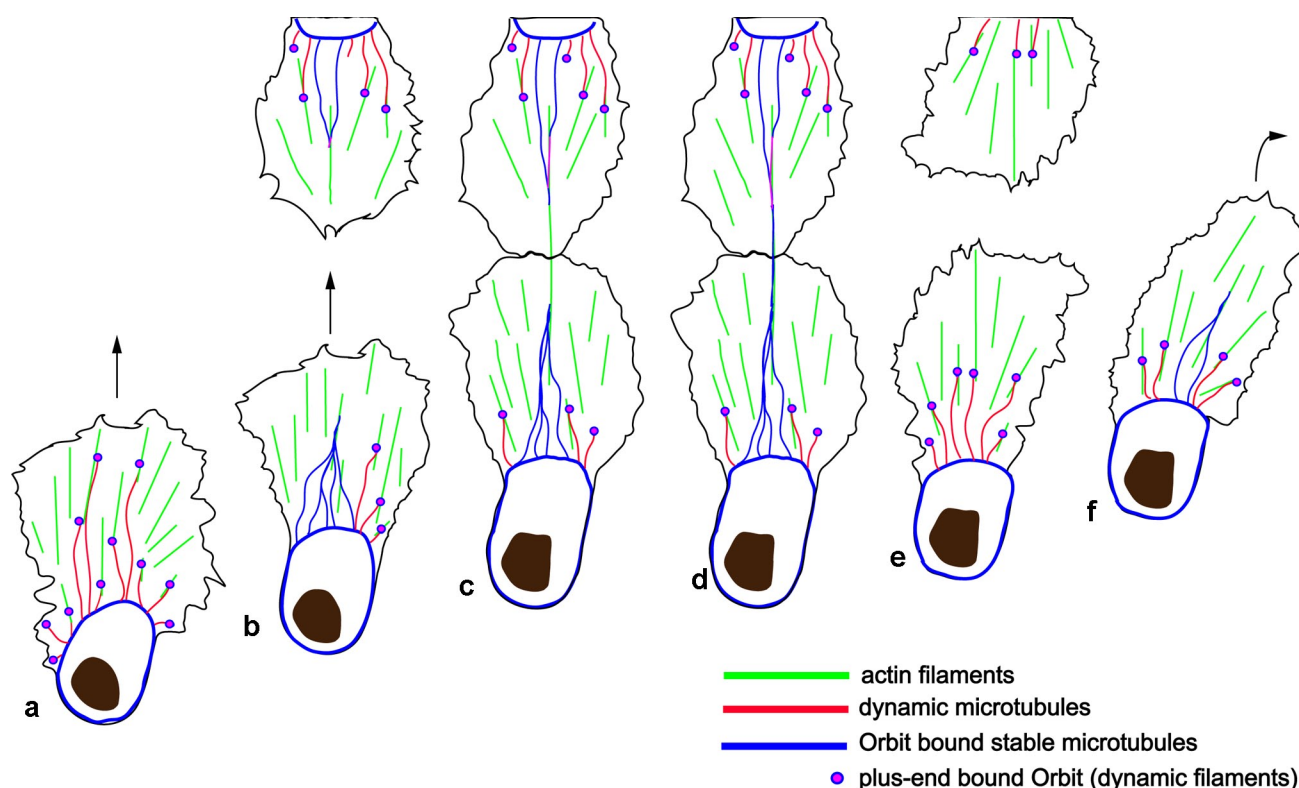 a
b
c
d
e
f
actin filaments
dynamic microtubules
Orbit bound stable microtubules
plus-end bound Orbit (dynamic filaments)